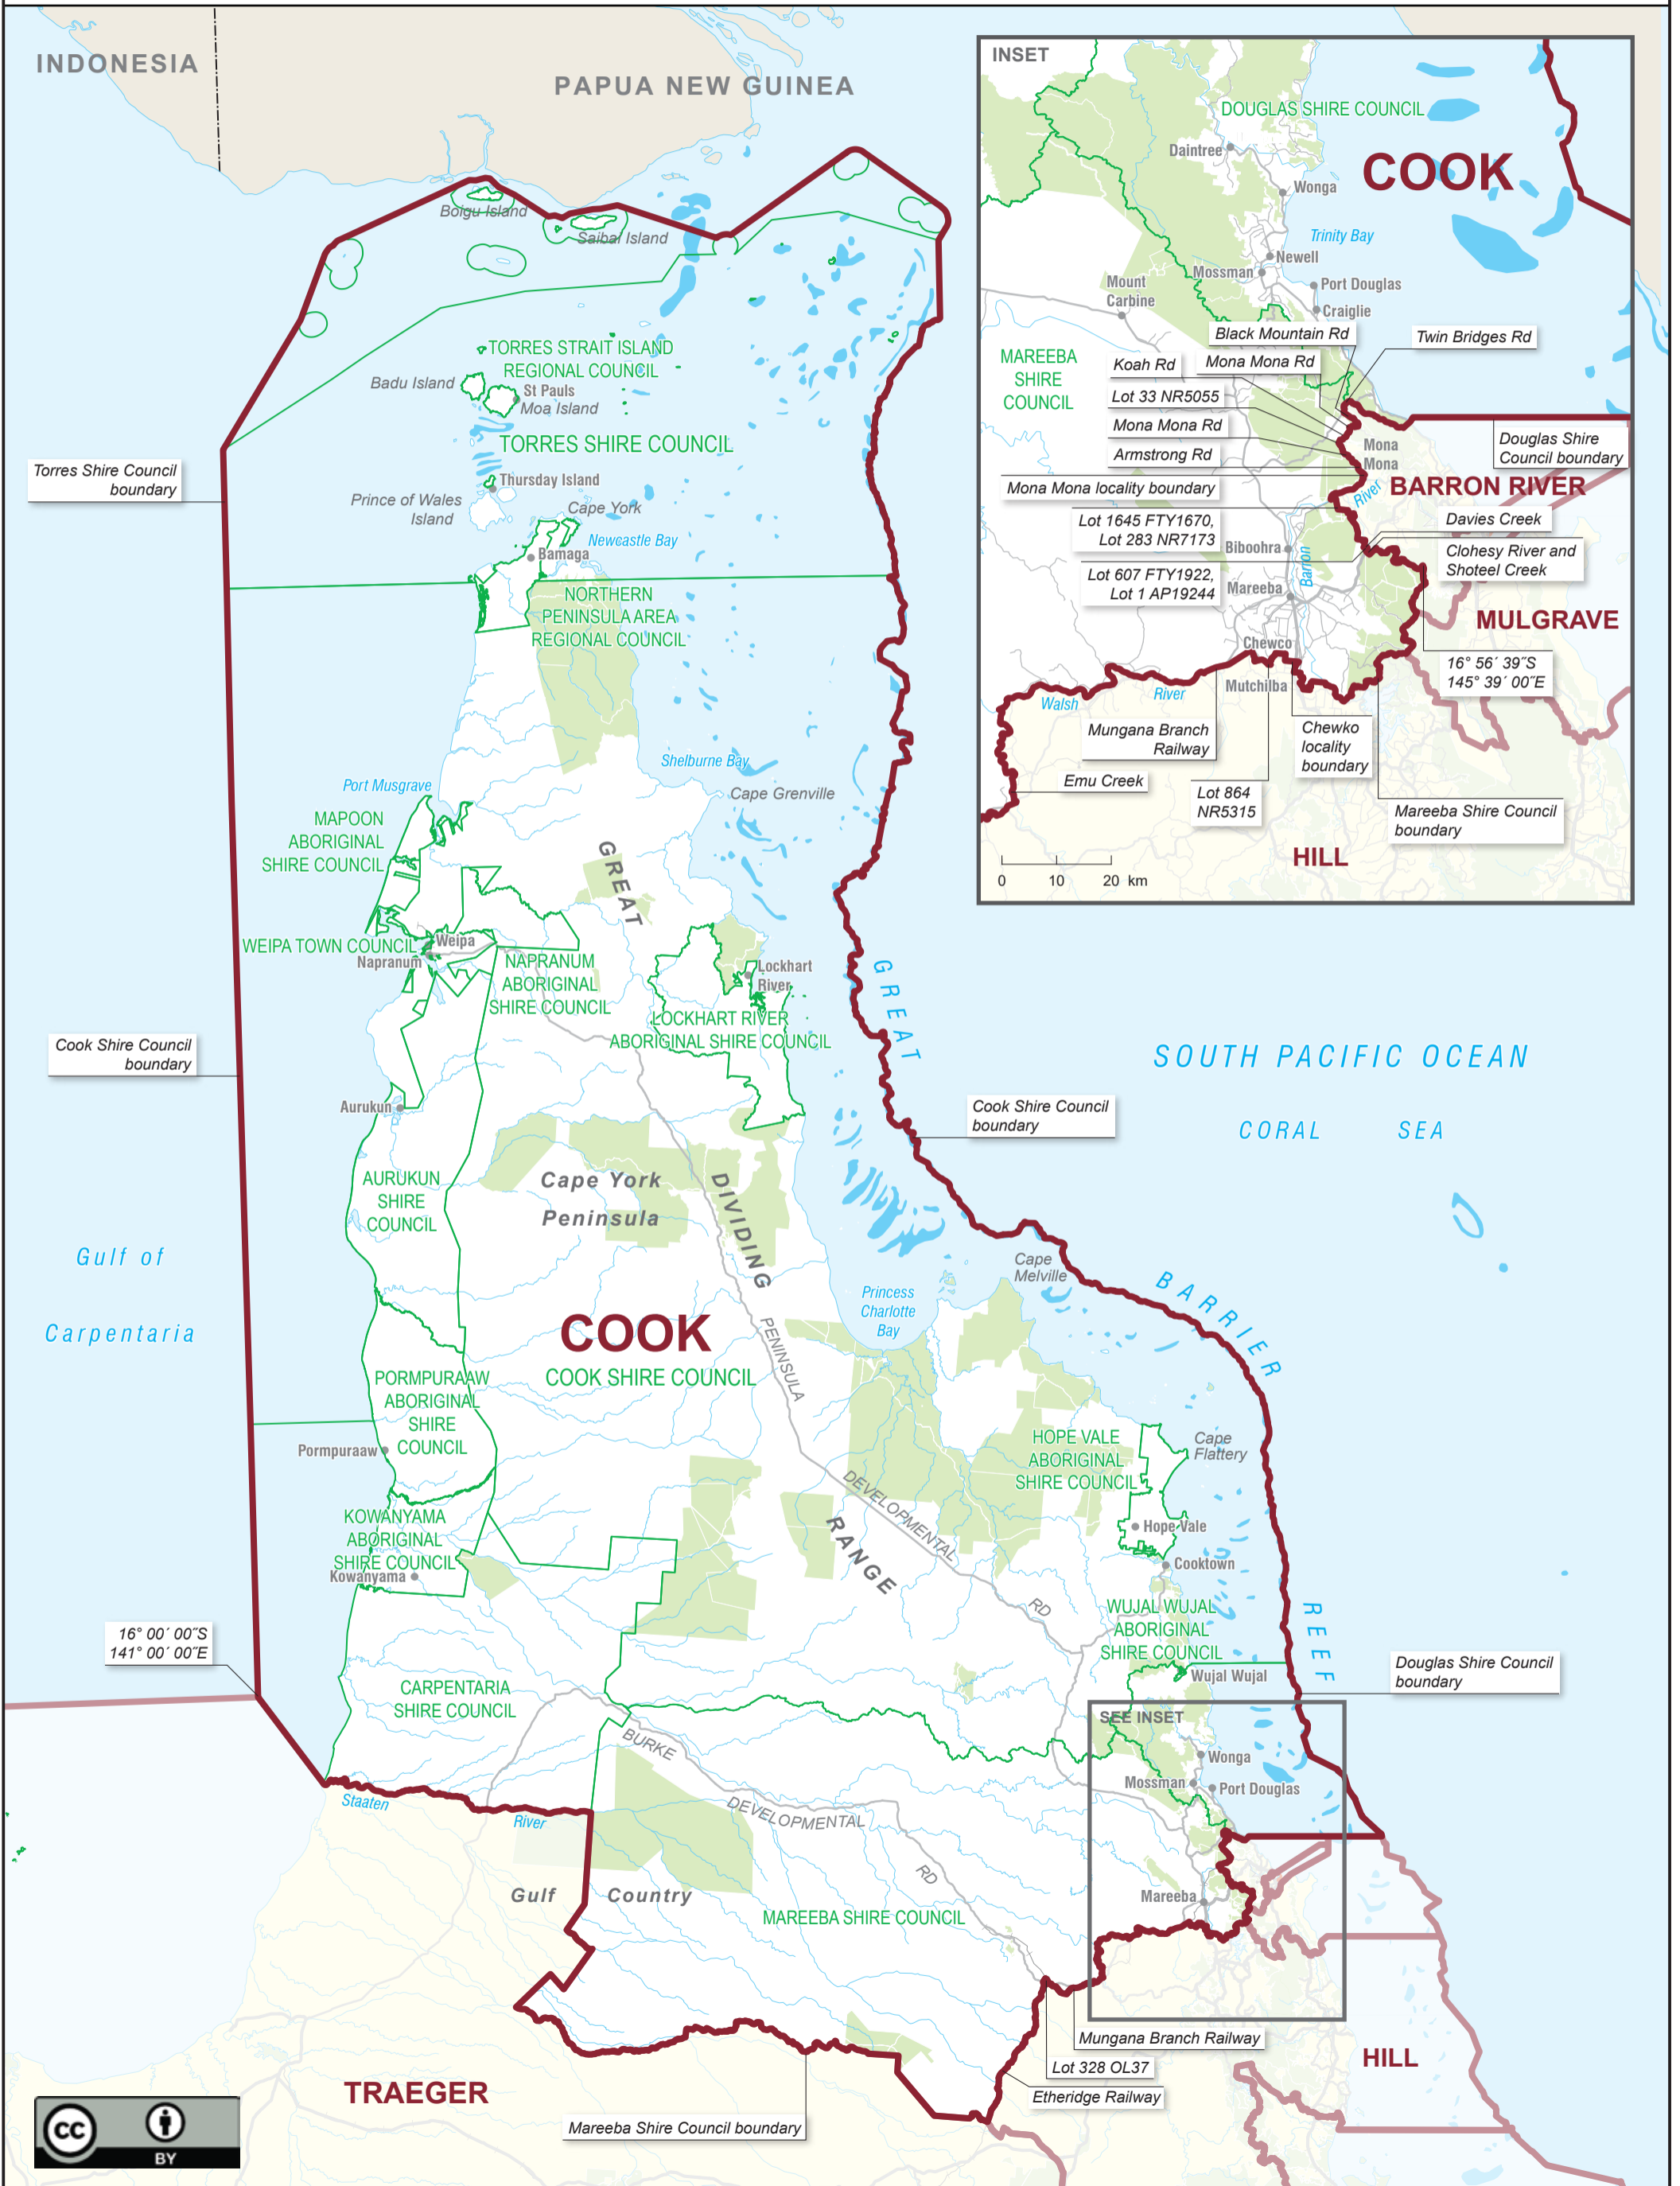 INDONESIA
PAPUA NEW GUINEA
Boigu Island
Saibai Island
TORRES STRAIT ISLAND
REGIONAL COUNCIL
Badu Island
St Pauls
Moa Island
TORRES SHIRE COUNCIL
Torres Shire Council
boundary
Thursday Island
Prince of Wales
Island
Cape York
Newcastle Bay
Bamaga
NORTHERN
PENINSULA AREA
REGIONAL COUNCIL
Shelburne Bay
Cape Grenville
Port Musgrave
MAPOON
ABORIGINAL
SHIRE COUNCIL
GREAT
WEIPA TOWN COUNCIL
Weipa
Napranum
NAPRANUM
ABORIGINAL
SHIRE COUNCIL
Lockhart
River
LOCKHART RIVER
ABORIGINAL SHIRE COUNCIL
GREAT
Cook Shire Council
boundary
SOUTH PACIFIC OCEAN
CORAL SEA
Cook Shire Council
boundary
Aurukun
AURUKUN
SHIRE
COUNCIL
Cape York
Peninsula
DIVIDING
Gulf of
Carpentaria
Cape
Melville
Princess
Charlotte
Bay
BARRIER
COOK
COOK SHIRE COUNCIL
PENINSULA
PORMPURAAW
ABORIGINAL
SHIRE
COUNCIL
Pormpuraaw
HOPE VALE
ABORIGINAL
SHIRE COUNCIL
Cape
Flattery
DEVELOPMENTAL
RANGE
KOWANYAMA
ABORIGINAL
SHIRE COUNCIL
Kowanyama
Hope Vale
Cooktown
RD
WUJAL WUJAL
ABORIGINAL
SHIRE COUNCIL
Wujal Wujal
REEF
16° 00´ 00˝S
141° 00´ 00˝E
Douglas Shire Council
boundary
CARPENTARIA
SHIRE COUNCIL
SEE INSET
BURKE
Wonga
Mossman
Port Douglas
Staaten
River
DEVELOPMENTAL
RD
Gulf Country
Mareeba
MAREEBA SHIRE COUNCIL
Mungana Branch Railway
Lot 328 OL37
Etheridge Railway
HILL
TRAEGER
Mareeba Shire Council boundary
cc
BY
INSET
DOUGLAS SHIRE COUNCIL
Daintree
COOK
Wonga
Trinity Bay
Newell
Mossman
Mount
Carbine
Port Douglas
Craiglie
Black Mountain Rd
Twin Bridges Rd
MAREEBA
SHIRE
COUNCIL
Koah Rd
Mona Mona Rd
Lot 33 NR5055
Mona Mona Rd
Armstrong Rd
Mona Mona locality boundary
Mona
Mona
Douglas Shire
Council boundary
BARRON RIVER
River
Lot 1645 FTY1670,
Lot 283 NR7173
Davies Creek
Biboohra
Barron
Clohesy River and
Shoteel Creek
Lot 607 FTY1922,
Lot 1 AP19244
Mareeba
MULGRAVE
Chewco
16° 56´ 39˝S
145° 39´ 00˝E
Mutchilba
Walsh
River
Mungana Branch
Railway
Chewko
locality
boundary
Emu Creek
Lot 864
NR5315
Mareeba Shire Council
boundary
HILL
0 10 20 km